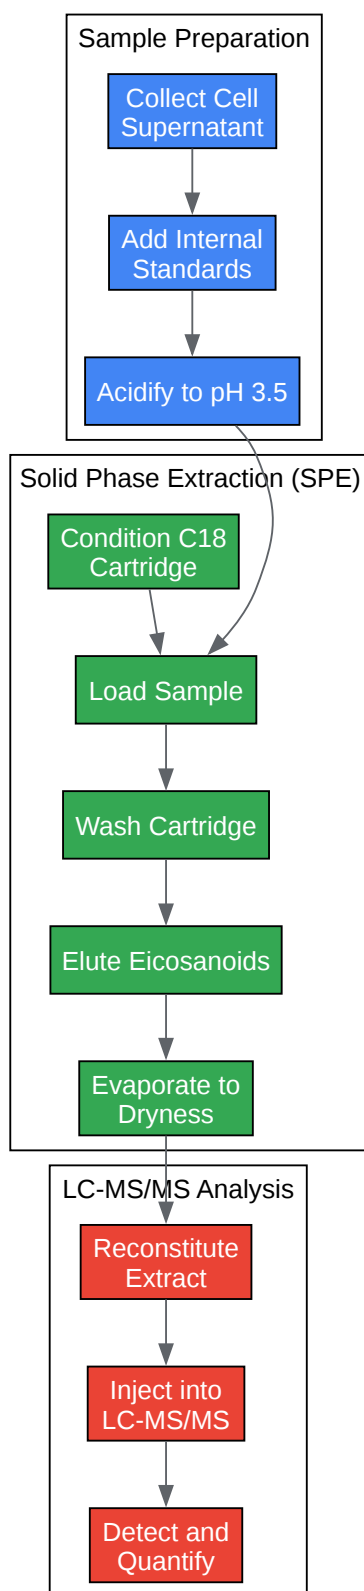 Sample Preparation
Collect Cell
Supernatant
Add Internal
Standards
Acidify to pH 3.5
Solid Phase Extraction (SPE)
Condition C18
Cartridge
Load Sample
Wash Cartridge
Elute Eicosanoids
Evaporate to
Dryness
LC-MS/MS Analysis
Reconstitute
Extract
Inject into
LC-MS/MS
Detect and
Quantify